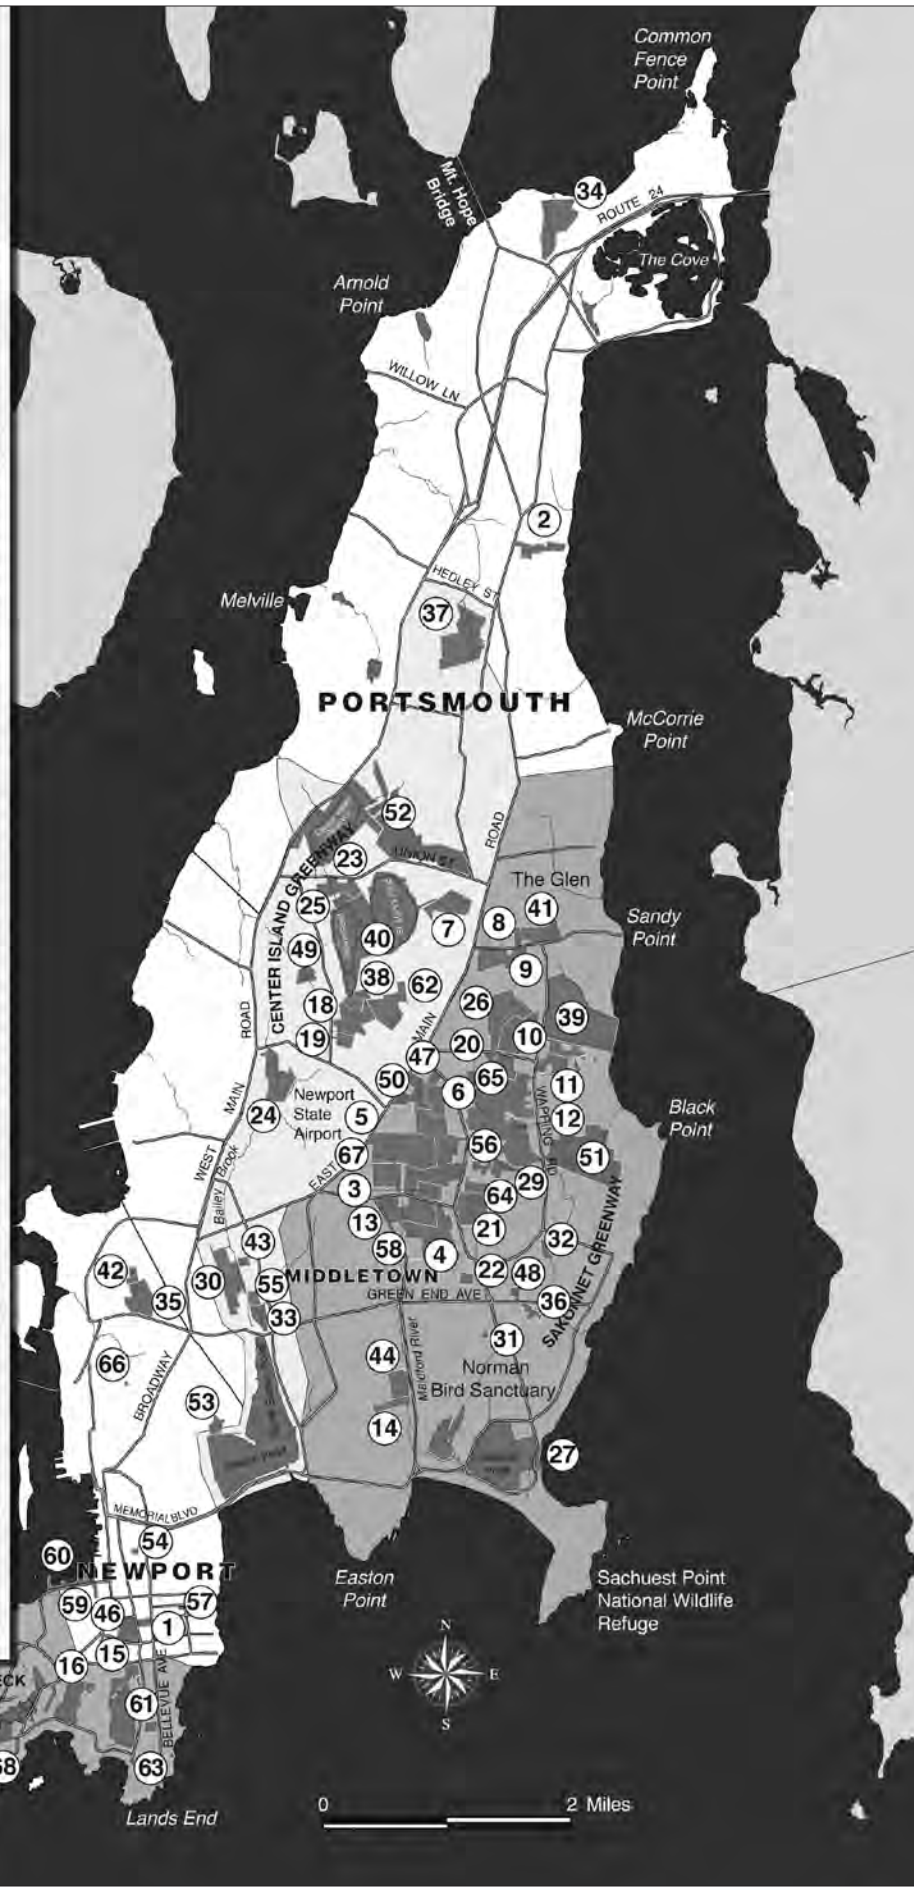 Common
Fence
Point
34
Mt. Hope
Bridge
ROUTE 24
The Cove
Arnold
Point
WILLOW LN
2
HEDLEY ST
Melville
37
PORTSMOUTH
McCorrie
Point
52
ROAD
UNION ST
23
CENTER ISLAND GREENWAY
The Glen
25
41
7
8
Sandy
Point
40
49
9
38
62
26
18
39
ROAD
MAIN
19
20
10
47
65
50
6
11
Newport
State
Airport
MAIN
24
5
12
WAPPING RD
Black
Point
56
67
51
WEST
Bailey Brook
EAST
3
29
64
13
21
32
43
58
4
SAKONNET GREENWAY
42
30
55
MIDDLETOWN
22
48
35
GREEN END AVE
36
33
31
66
44
Maidford River
Norman
Bird Sanctuary
BROADWAY
53
14
27
MEMORIAL BLVD
54
60
NEWPORT
Easton
Point
Sachuest Point
National Wildlife
Refuge
59
46
57
1
N
15
16
W
E
ECK
S
61
BELLEVUE AVE
68
63
0
2 Miles
Lands End